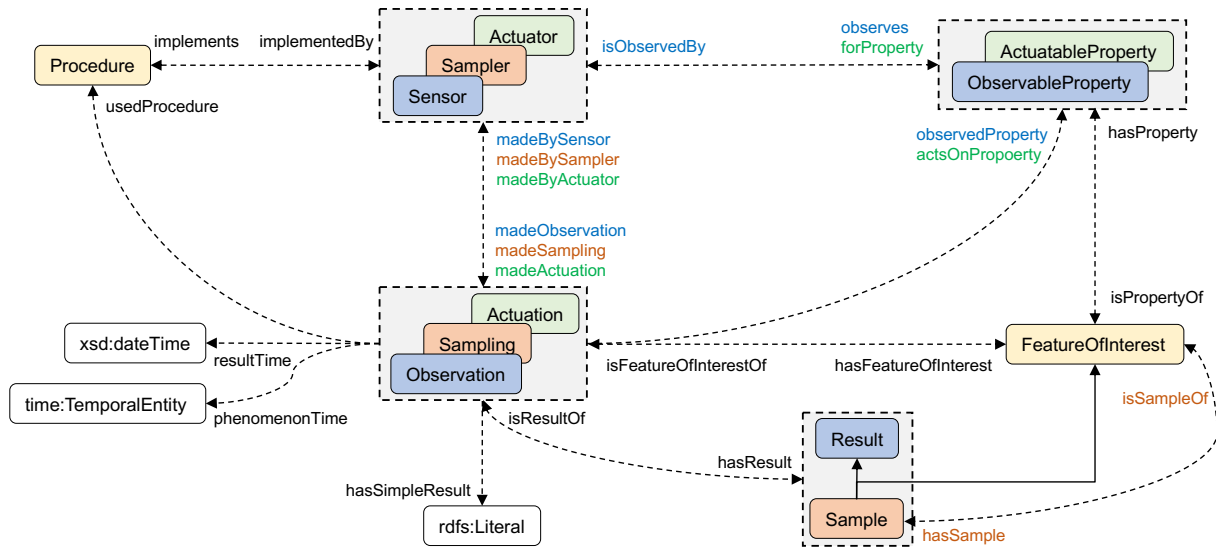 Actuator
implements
implementedBy
observes
isObservedBy
forProperty
ActuatableProperty
Procedure
Sampler
ObservableProperty
Sensor
usedProcedure
madeBySensor
madeBySampler
madeByActuator
observedProperty
actsOnPropoerty
hasProperty
madeObservation
madeSampling
madeActuation
isPropertyOf
Actuation
xsd:dateTime
Sampling
FeatureOfInterest
resultTime
isFeatureOfInterestOf
hasFeatureOfInterest
Observation
time:TemporalEntity
phenomenonTime
isResultOf
isSampleOf
Result
hasResult
hasSimpleResult
rdfs:Literal
Sample
hasSample